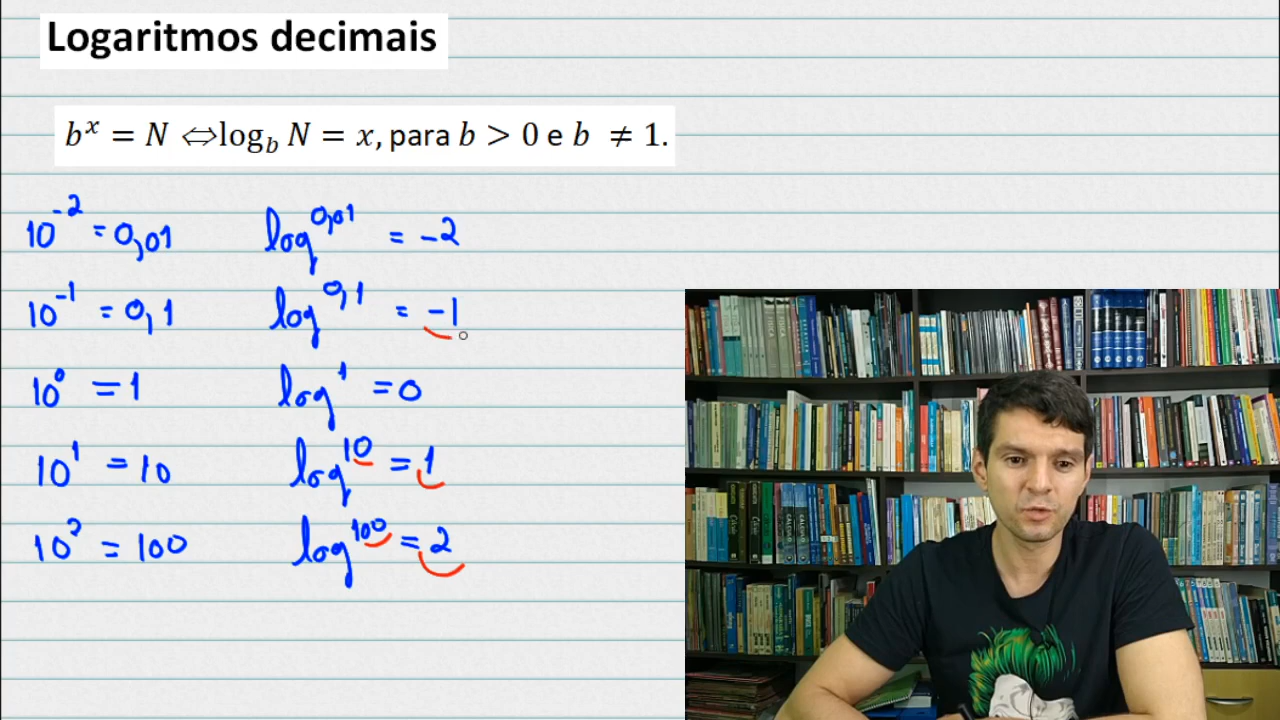 Logaritmos decimais
b^x = N ⇔ log_b N = x, para b > 0 e b ≠ 1.
10^-2 = 0,01 log^0,01 = -2
10^-1 = 0,1 log^0,1 = -1
10^0 = 1 log^1 = 0
10^1 = 10 log^10 = 1
10^2 = 100 log^100 = 2